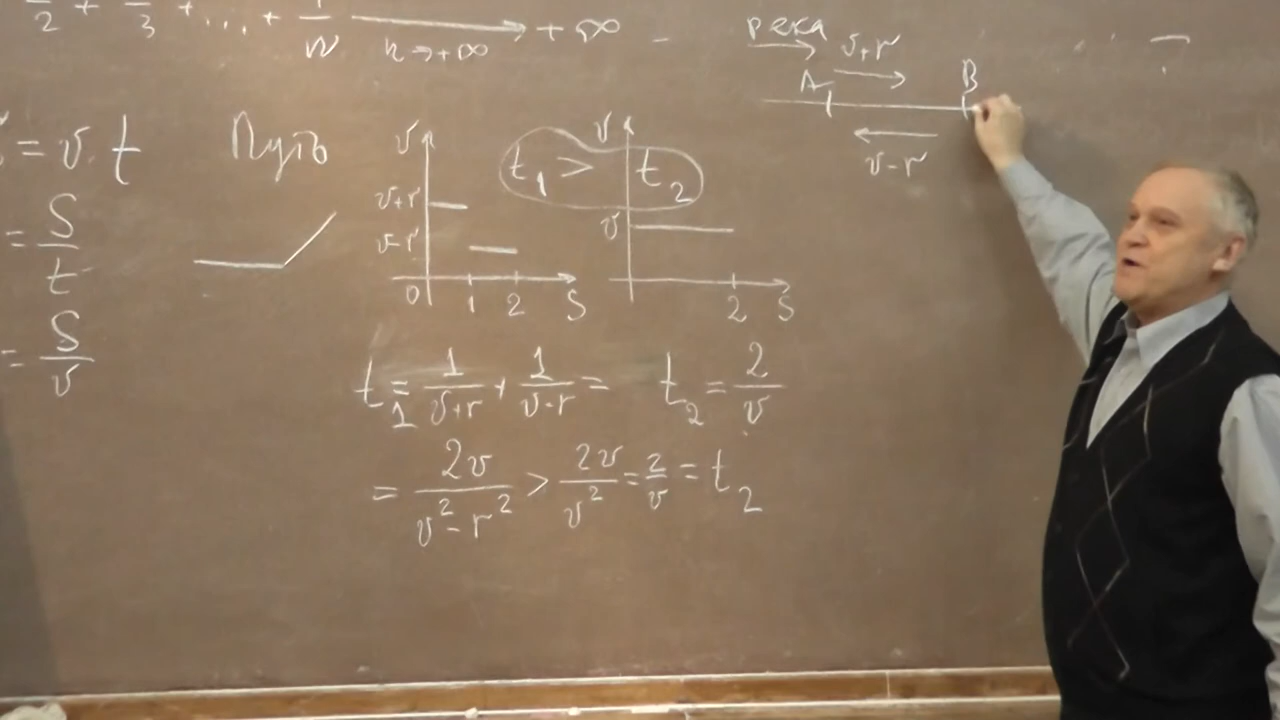 1/2 + 1/3 + ... + 1/n → +∞
n→+∞
река
v+r
A B
v-r
= v·t
= S/t
= S/v
Путь
v
v+r
v-r
0 1 2 S
t₁ > t₂
v
v
2 S
t₁ = 1/(v+r) + 1/(v-r) =
= 2v/(v²-r²) > 2v/v² = 2/v = t₂
t₂ = 2/v